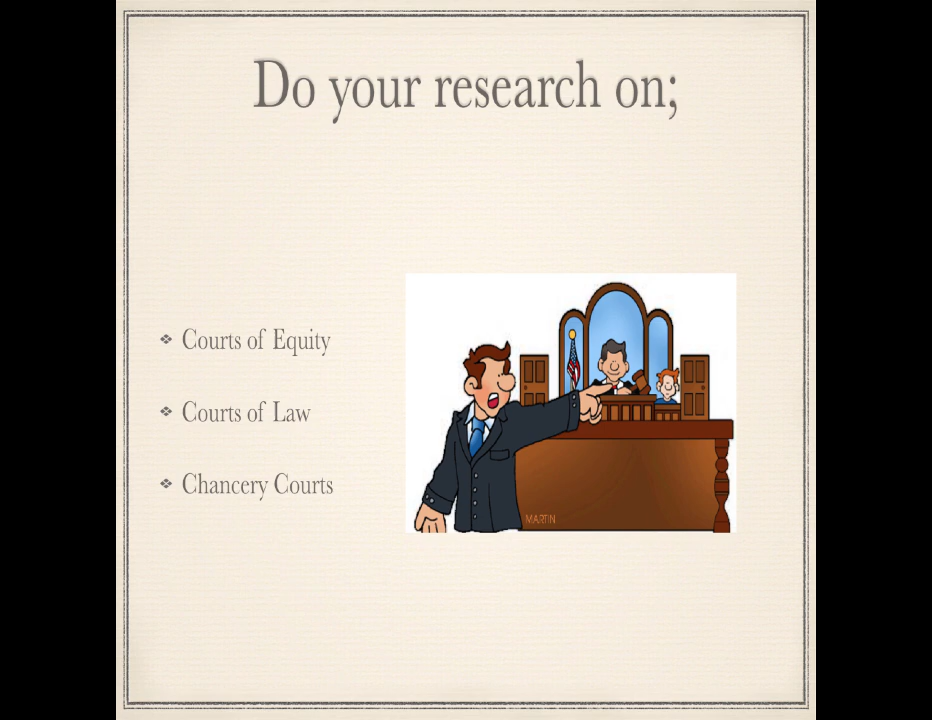 Do your research on;
Courts of Equity
Courts of Law
Chancery Courts
MARTIN